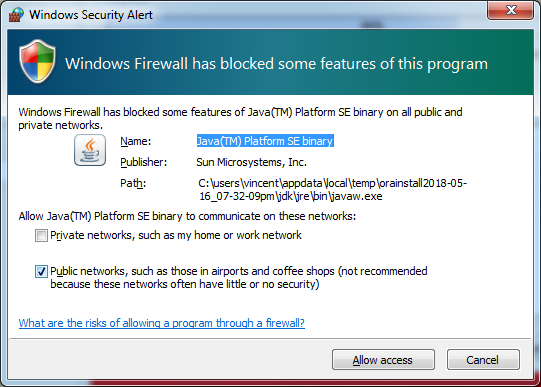 Windows Security Alert
Windows Firewall has blocked some features of this program
Windows Firewall has blocked some features of Java(TM) Platform SE binary on all public and
private networks.
Name: Java(TM) Platform SE binary
Publisher: Sun Microsystems, Inc.
Path: C:\users\vincent\appdata\local\temp\orainstall2018-05-
16_07-32-09pm\jdk\jre\bin\javaw.exe
Allow Java(TM) Platform SE binary to communicate on these networks:
Private networks, such as my home or work network
Public networks, such as those in airports and coffee shops (not recommended
because these networks often have little or no security)
What are the risks of allowing a program through a firewall?
Allow access Cancel